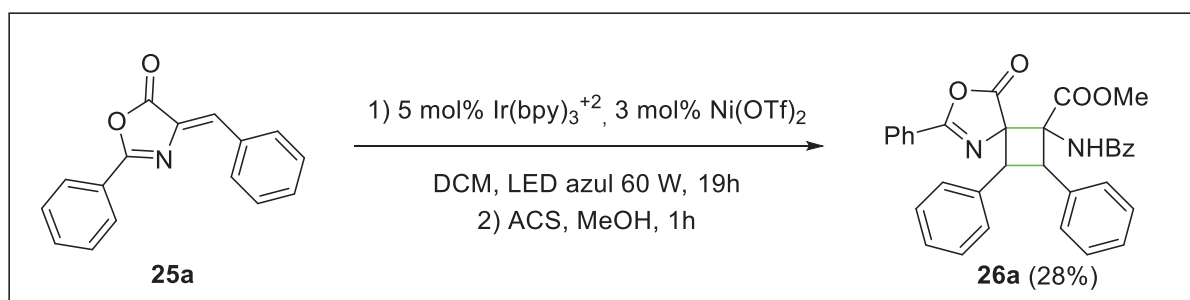 O
O
N
25a
1) 5 mol% Ir(bpy)₃⁺², 3 mol% Ni(OTf)₂
DCM, LED azul 60 W, 19h
2) ACS, MeOH, 1h
O
O
COOMe
Ph
N
NHBz
26a (28%)